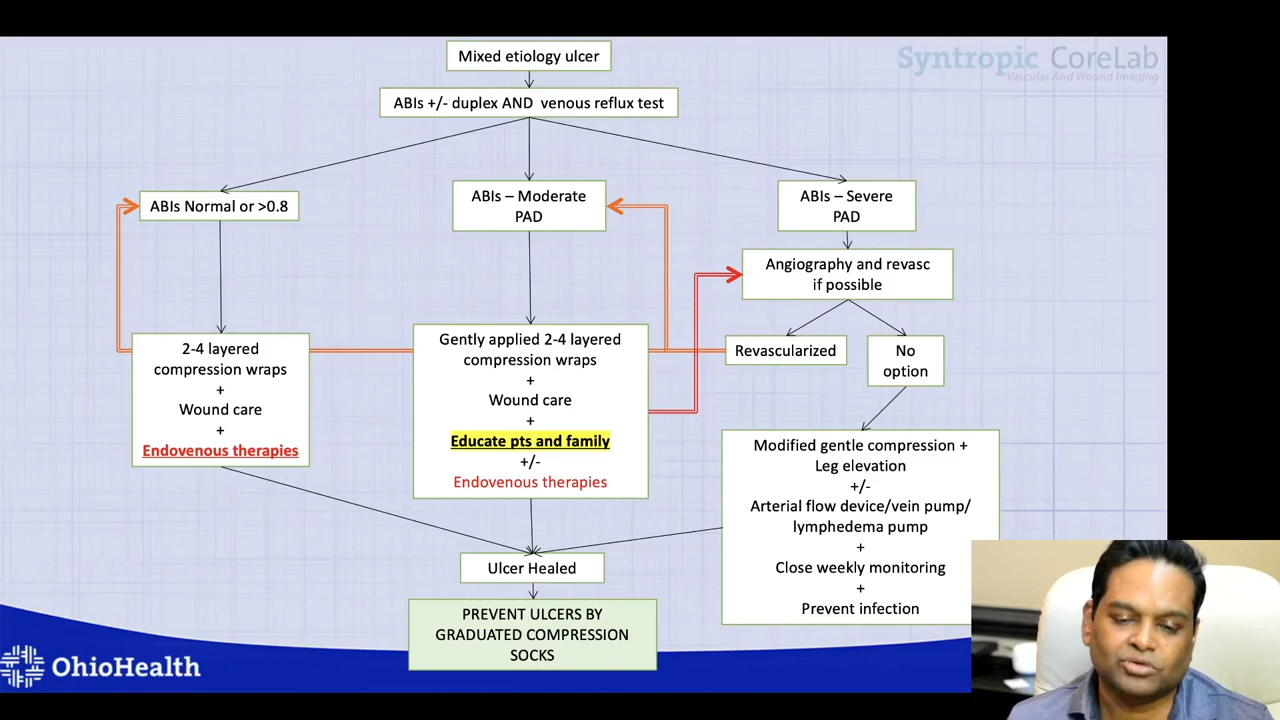 Syntropic CoreLab
Vascular And Wound Imaging
Mixed etiology ulcer
ABIs +/- duplex AND venous reflux test
ABIs Normal or >0.8
ABIs – Moderate
PAD
ABIs – Severe
PAD
Angiography and revasc
if possible
2-4 layered
compression wraps
+
Wound care
+
Endovenous therapies
Gently applied 2-4 layered
compression wraps
+
Wound care
+
Educate pts and family
+/-
Endovenous therapies
Revascularized
No
option
Modified gentle compression +
Leg elevation
+/-
Arterial flow device/vein pump/
lymphedema pump
+
Close weekly monitoring
+
Prevent infection
Ulcer Healed
PREVENT ULCERS BY
GRADUATED COMPRESSION
SOCKS
OhioHealth